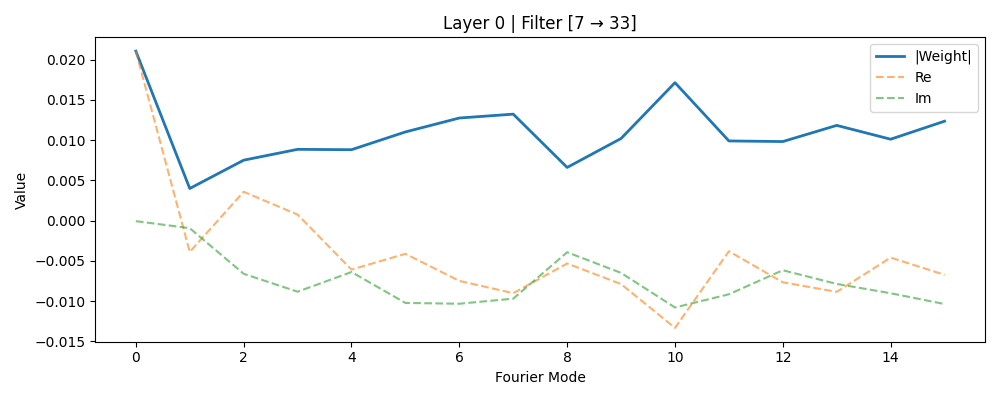 Layer 0 | Filter [7 → 33]
|Weight|
Re
Im
Value
0.020
0.015
0.010
0.005
0.000
−0.005
−0.010
−0.015
0 2 4 6 8 10 12 14
Fourier Mode